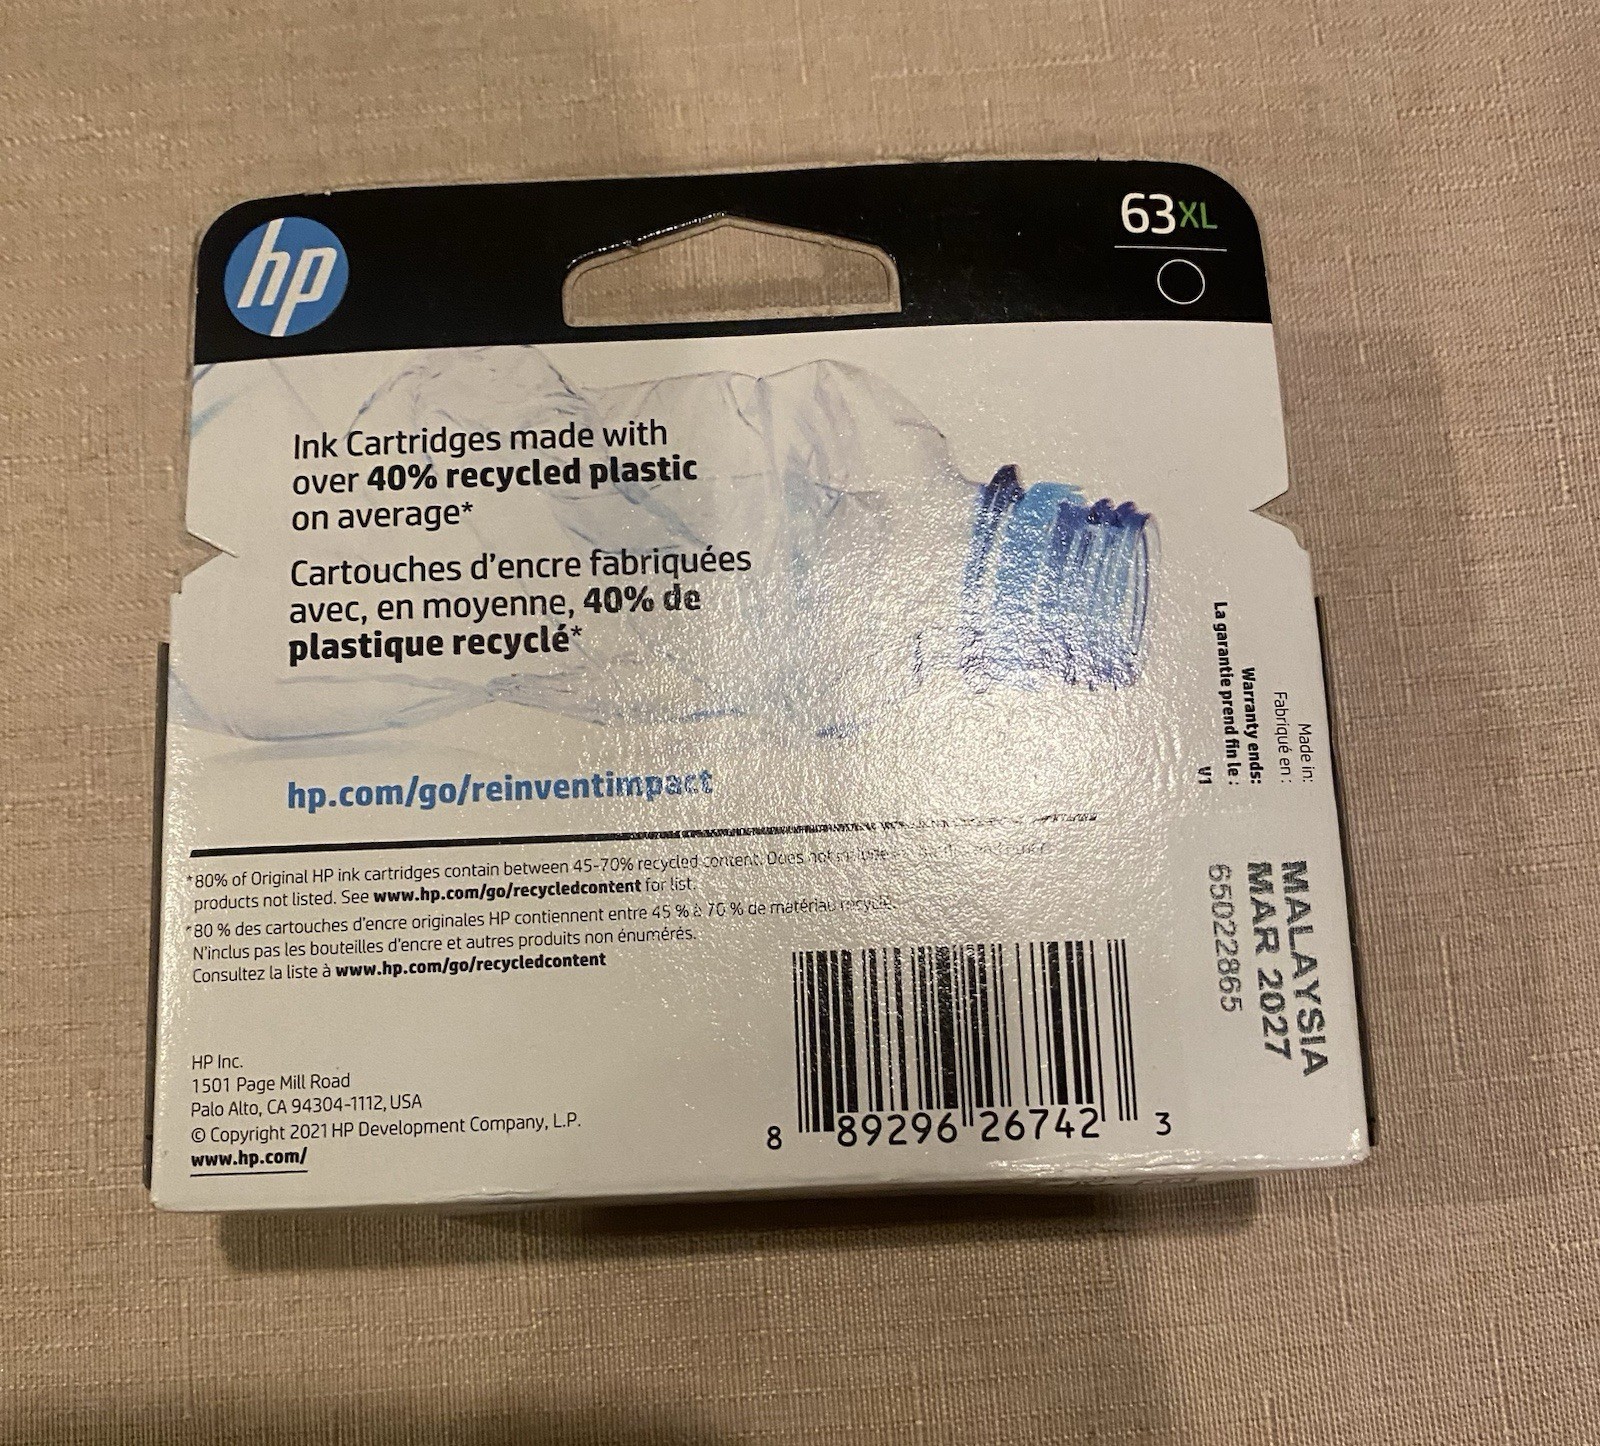 hp
63XL
Ink Cartridges made with
over 40% recycled plastic
on average*
Cartouches d'encre fabriquées
avec, en moyenne, 40% de
plastique recyclé*
hp.com/go/reinventimpact
*80% of Original HP ink cartridges contain between 45-70% recycled content. Does not
products not listed. See www.hp.com/go/recycledcontent for list.
*80 % des cartouches d'encre originales HP contiennent entre 45 % à 70 % de matériau recyclé.
N'inclus pas les bouteilles d'encre et autres produits non énumérés.
Consultez la liste à www.hp.com/go/recycledcontent
HP Inc.
1501 Page Mill Road
Palo Alto, CA 94304-1112, USA
© Copyright 2021 HP Development Company, L.P.
www.hp.com/
8 89296 26742 3
Made in:
Fabriqué en :
Warranty ends:
La garantie prend fin le :
V1
MALAYSIA
MAR 2027
65022865